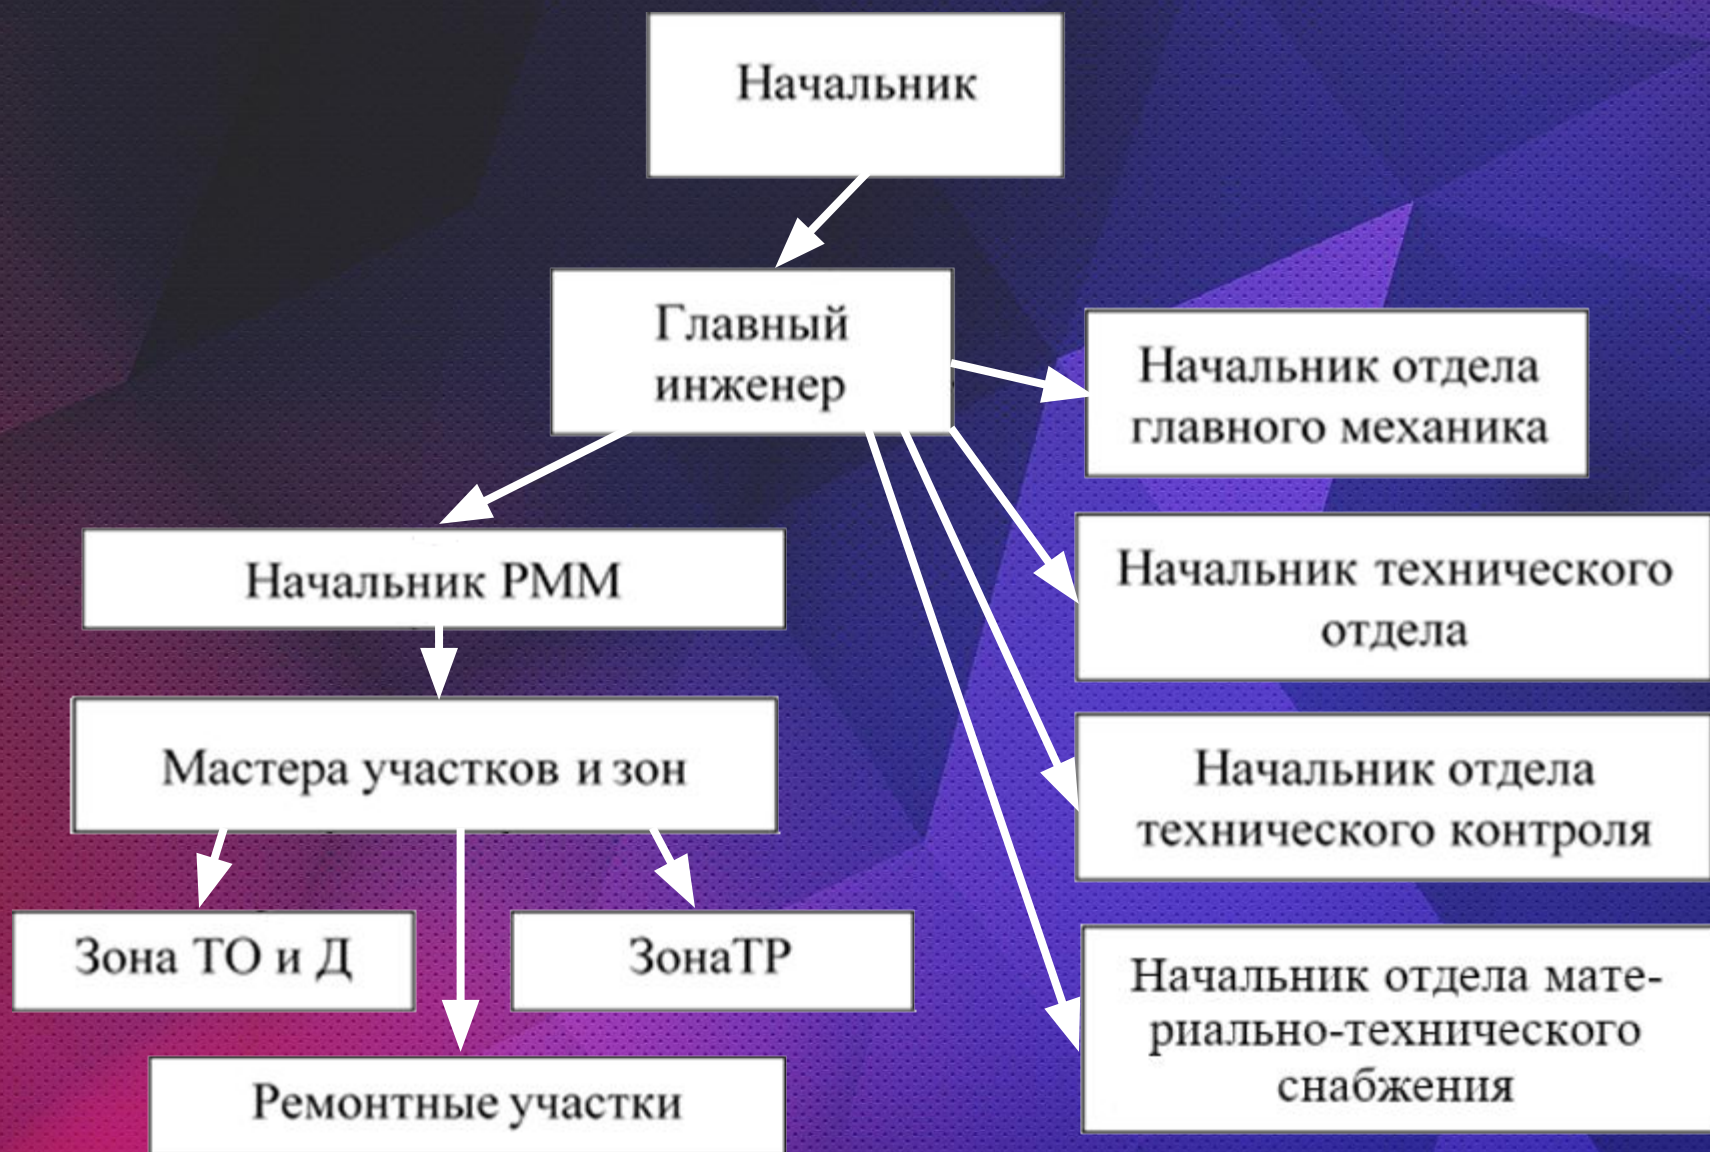 Начальник
Главный
инженер
Начальник отдела
главного механика
Начальник РММ
Начальник технического
отдела
Мастера участков и зон
Начальник отдела
технического контроля
Зона ТО и Д
ЗонаТР
Начальник отдела мате-
риально-технического
снабжения
Ремонтные участки